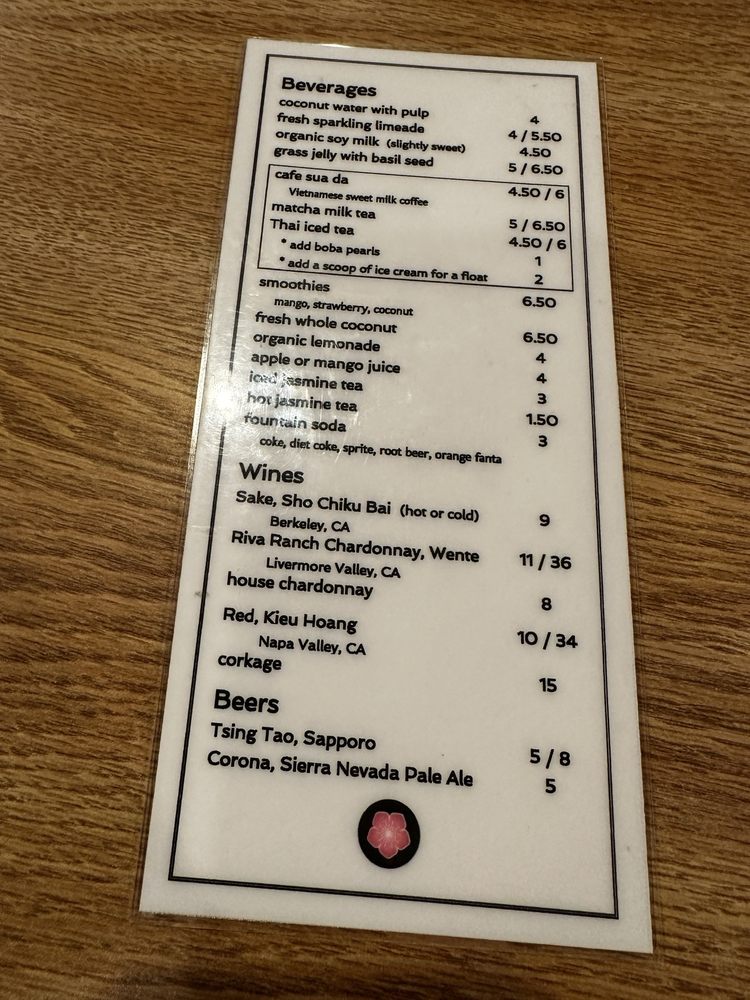 Beverages
coconut water with pulp 4
fresh sparkling limeade 4 / 5.50
organic soy milk (slightly sweet) 4.50
grass jelly with basil seed 5 / 6.50
cafe sua da 4.50 / 6
Vietnamese sweet milk coffee
matcha milk tea 5 / 6.50
Thai iced tea 4.50 / 6
* add boba pearls 1
* add a scoop of ice cream for a float 2
smoothies 6.50
mango, strawberry, coconut
fresh whole coconut 6.50
organic lemonade 4
apple or mango juice 4
iced jasmine tea 3
hot jasmine tea 1.50
fountain soda 3
coke, diet coke, sprite, root beer, orange fanta
Wines
Sake, Sho Chiku Bai (hot or cold) 9
Berkeley, CA
Riva Ranch Chardonnay, Wente 11 / 36
Livermore Valley, CA
house chardonnay 8
Red, Kieu Hoang 10 / 34
Napa Valley, CA
corkage 15
Beers
Tsing Tao, Sapporo 5 / 8
Corona, Sierra Nevada Pale Ale 5